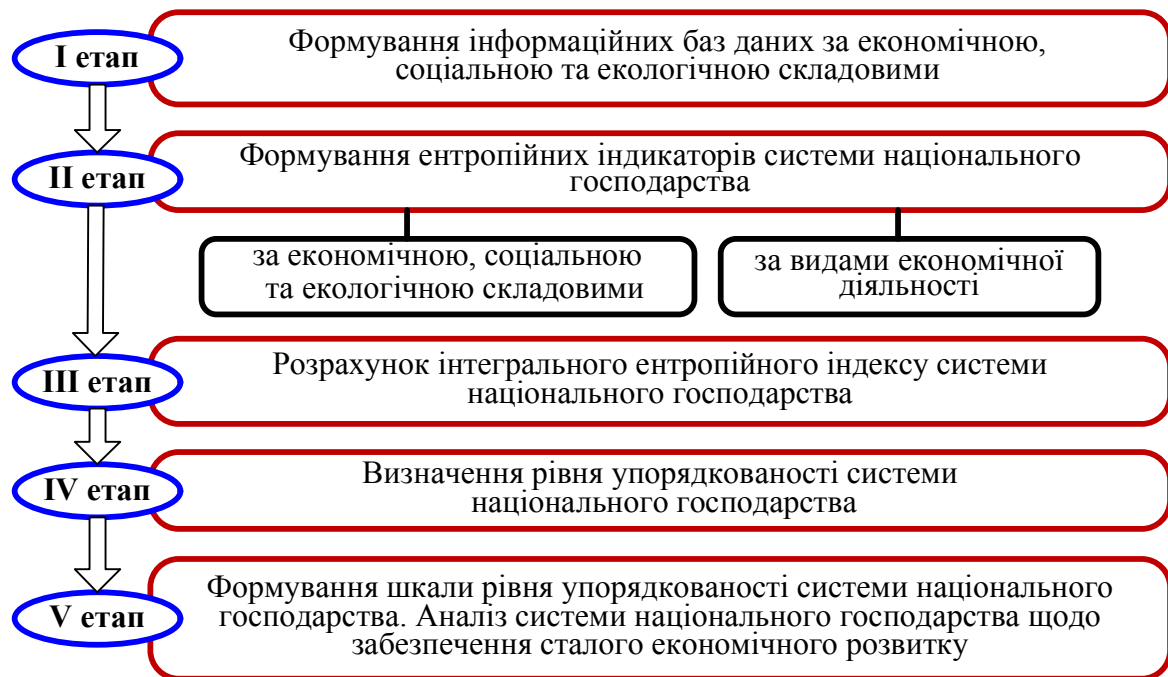 I етап
Формування інформаційних баз даних за економічною,
соціальною та екологічною складовими
II етап
Формування ентропійних індикаторів системи національного
господарства
за економічною, соціальною
та екологічною складовими
за видами економічної
діяльності
III етап
Розрахунок інтегрального ентропійного індексу системи
національного господарства
IV етап
Визначення рівня упорядкованості системи
національного господарства
V етап
Формування шкали рівня упорядкованості системи національного
господарства. Аналіз системи національного господарства щодо
забезпечення сталого економічного розвитку